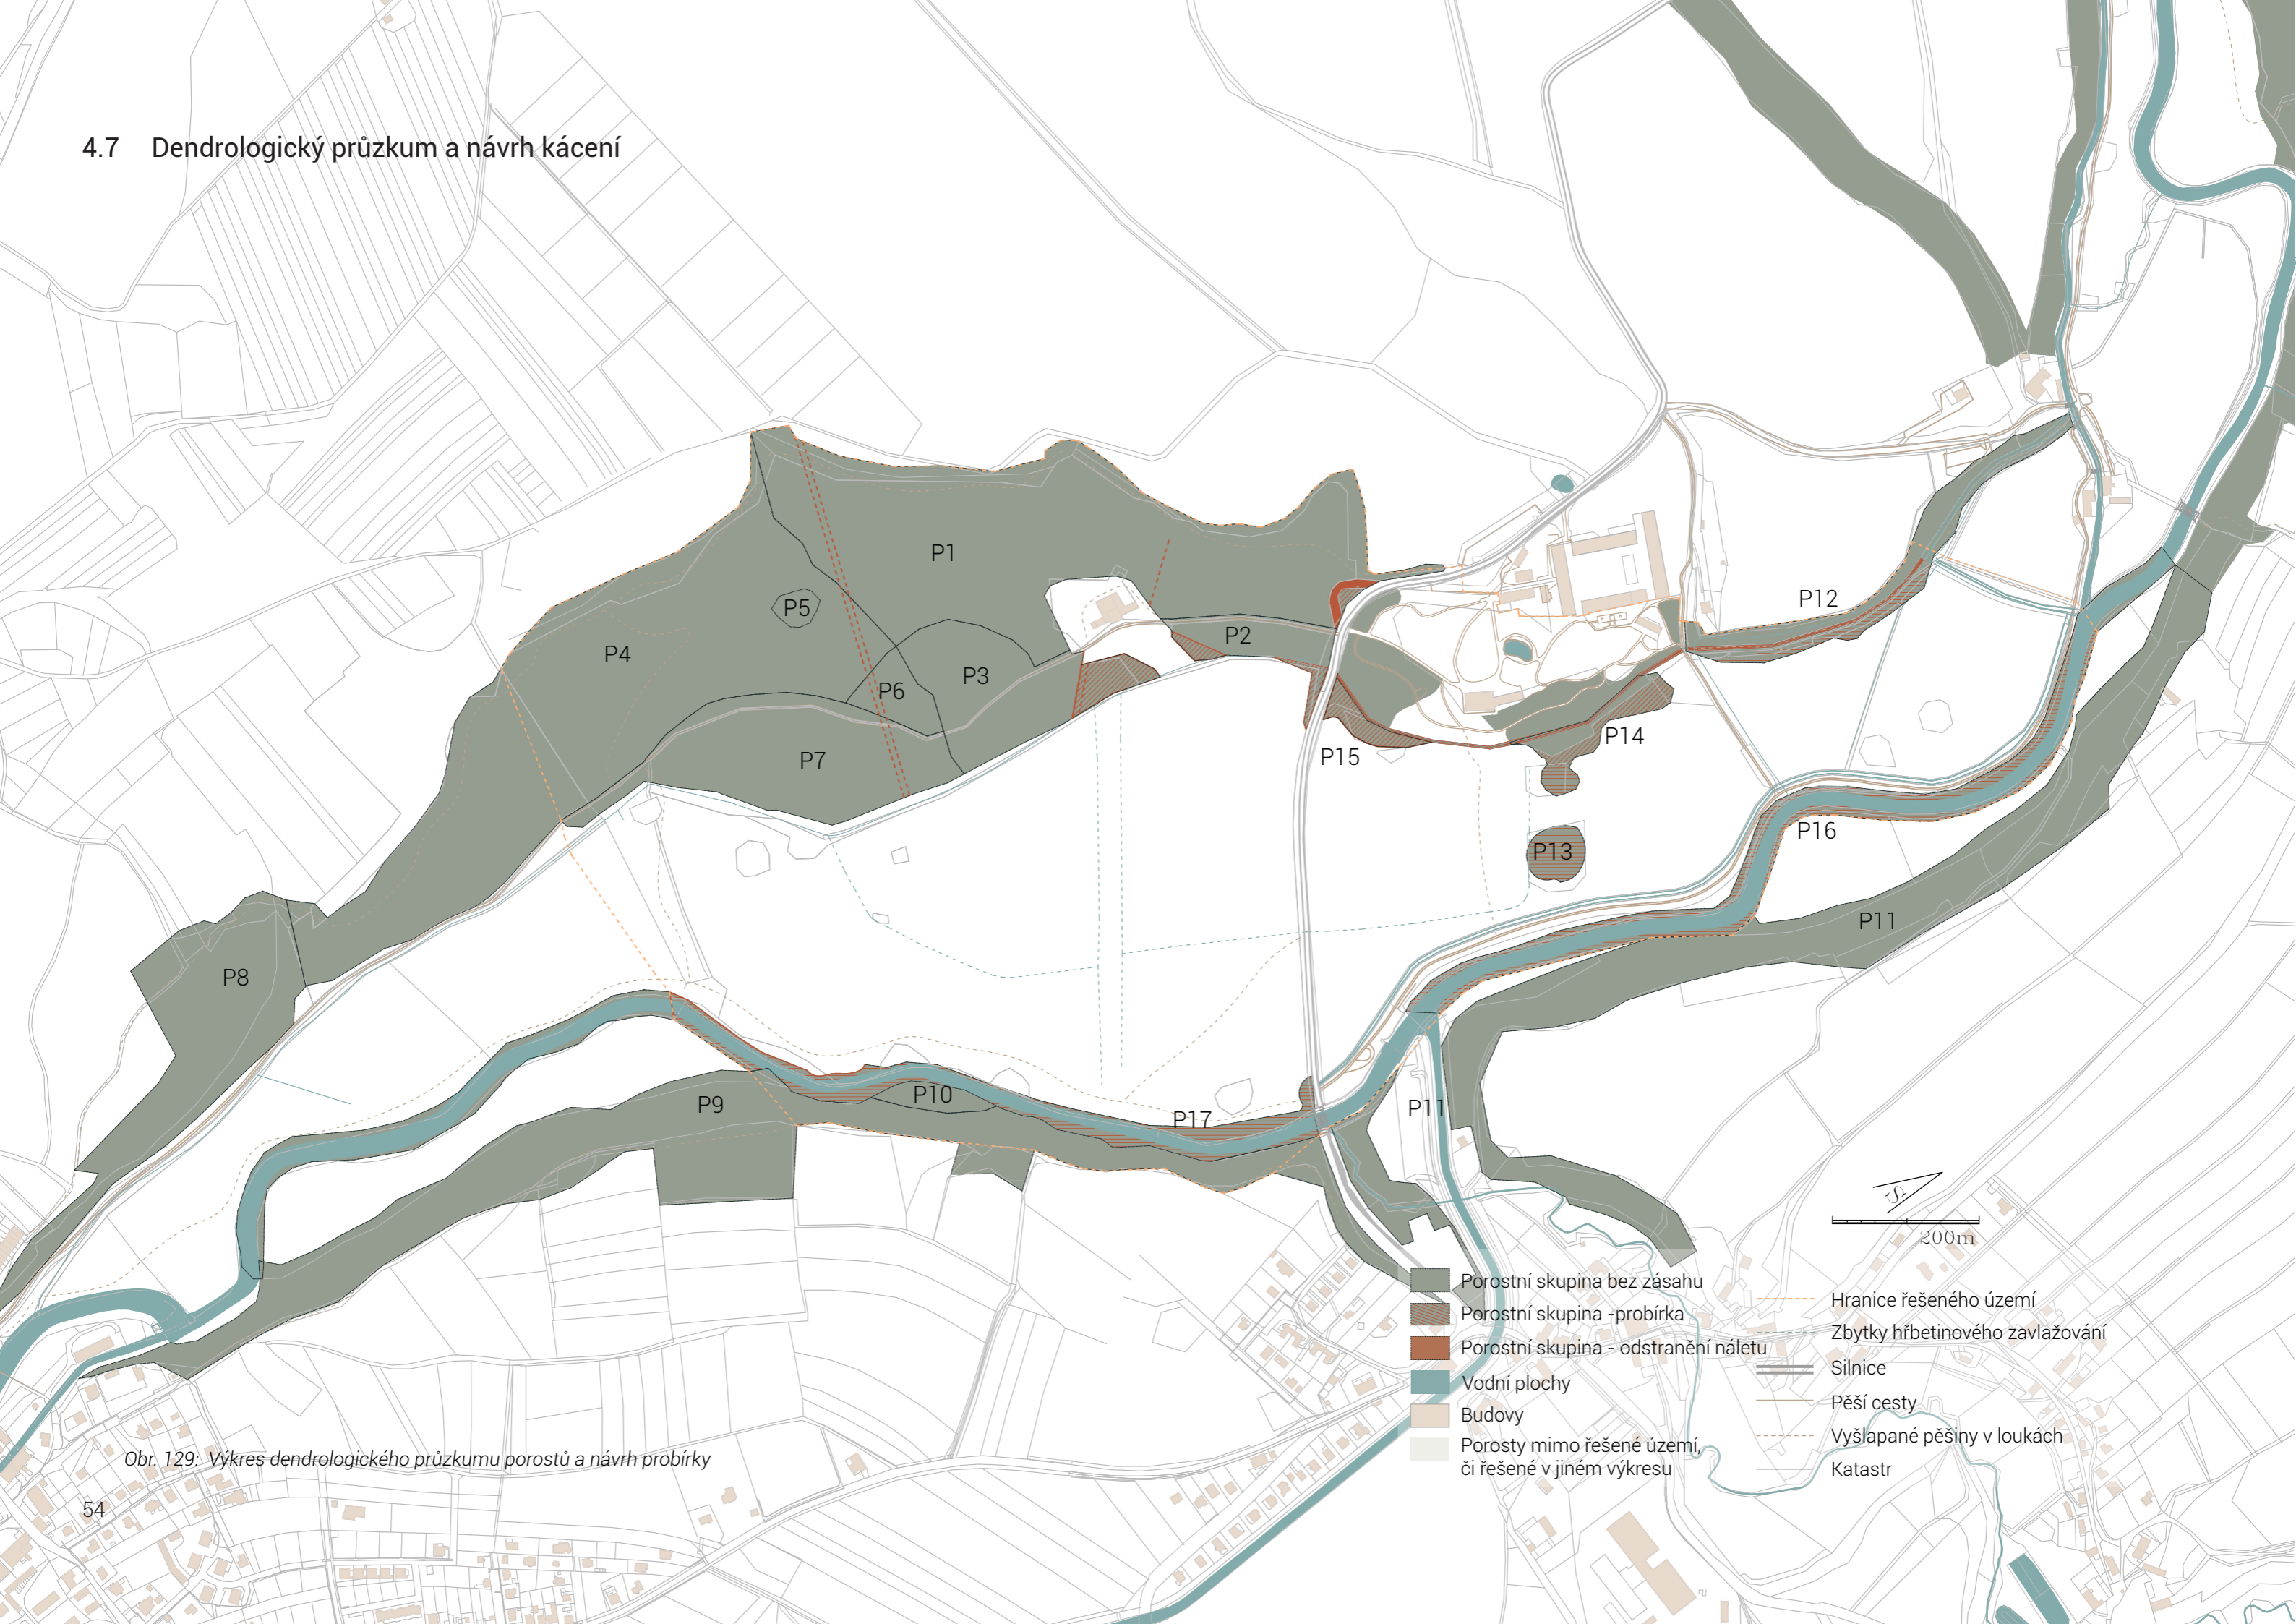 4.7 Dendrologický průzkum a návrh kácení
P1
P5
P4
P2
P3
P6
P7
P12
P14
P15
P13
P16
P11
P8
P9
P10
P17
P11
S
200m
Porostní skupina bez zásahu
Porostní skupina -probírka
Porostní skupina - odstranění náletu
Vodní plochy
Budovy
Porosty mimo řešené území,
či řešené v jiném výkresu
Hranice řešeného území
Zbytky hřbetinového zavlažování
Silnice
Pěší cesty
Vyšlapané pěšiny v loukách
Katastr
Obr. 129: Výkres dendrologického průzkumu porostů a návrh probírky
54